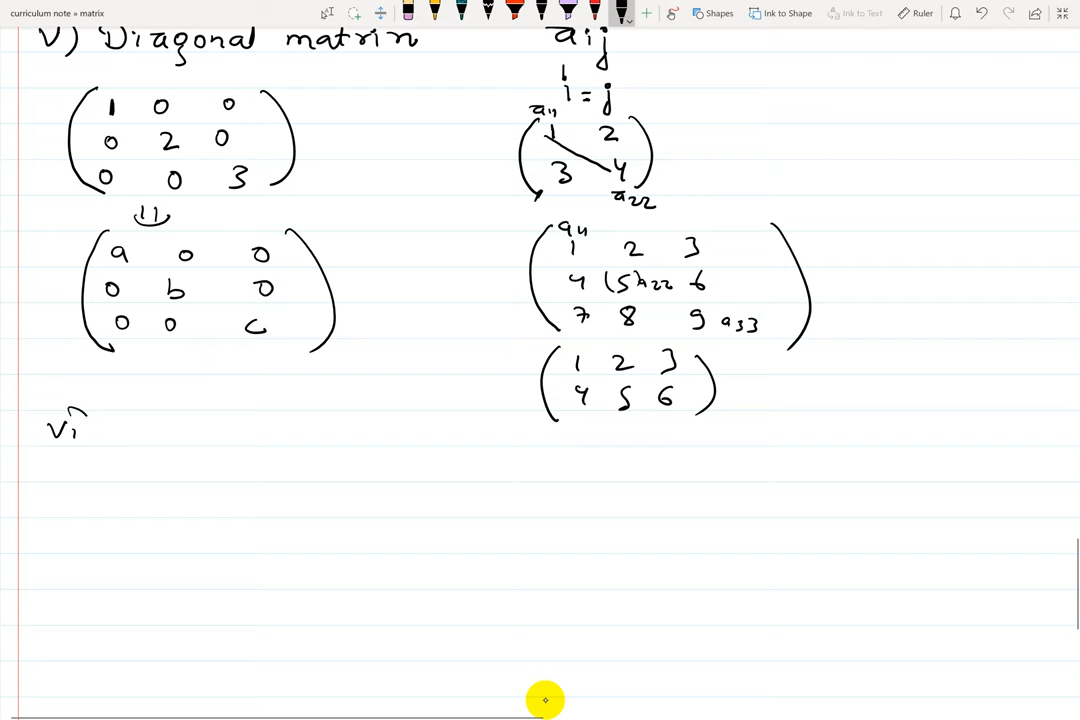 curriculum note » matrix
Shapes Ink to Shape Ink to Text Ruler
V) Diagonal matrix
1 0 0
0 2 0
0 0 3
a 0 0
0 b 0
0 0 c
vi
aij
i = j
a11
1 2
3 4
a22
a11
1 2 3
4 (5)a22 6
7 8 9 a33
1 2 3
4 5 6